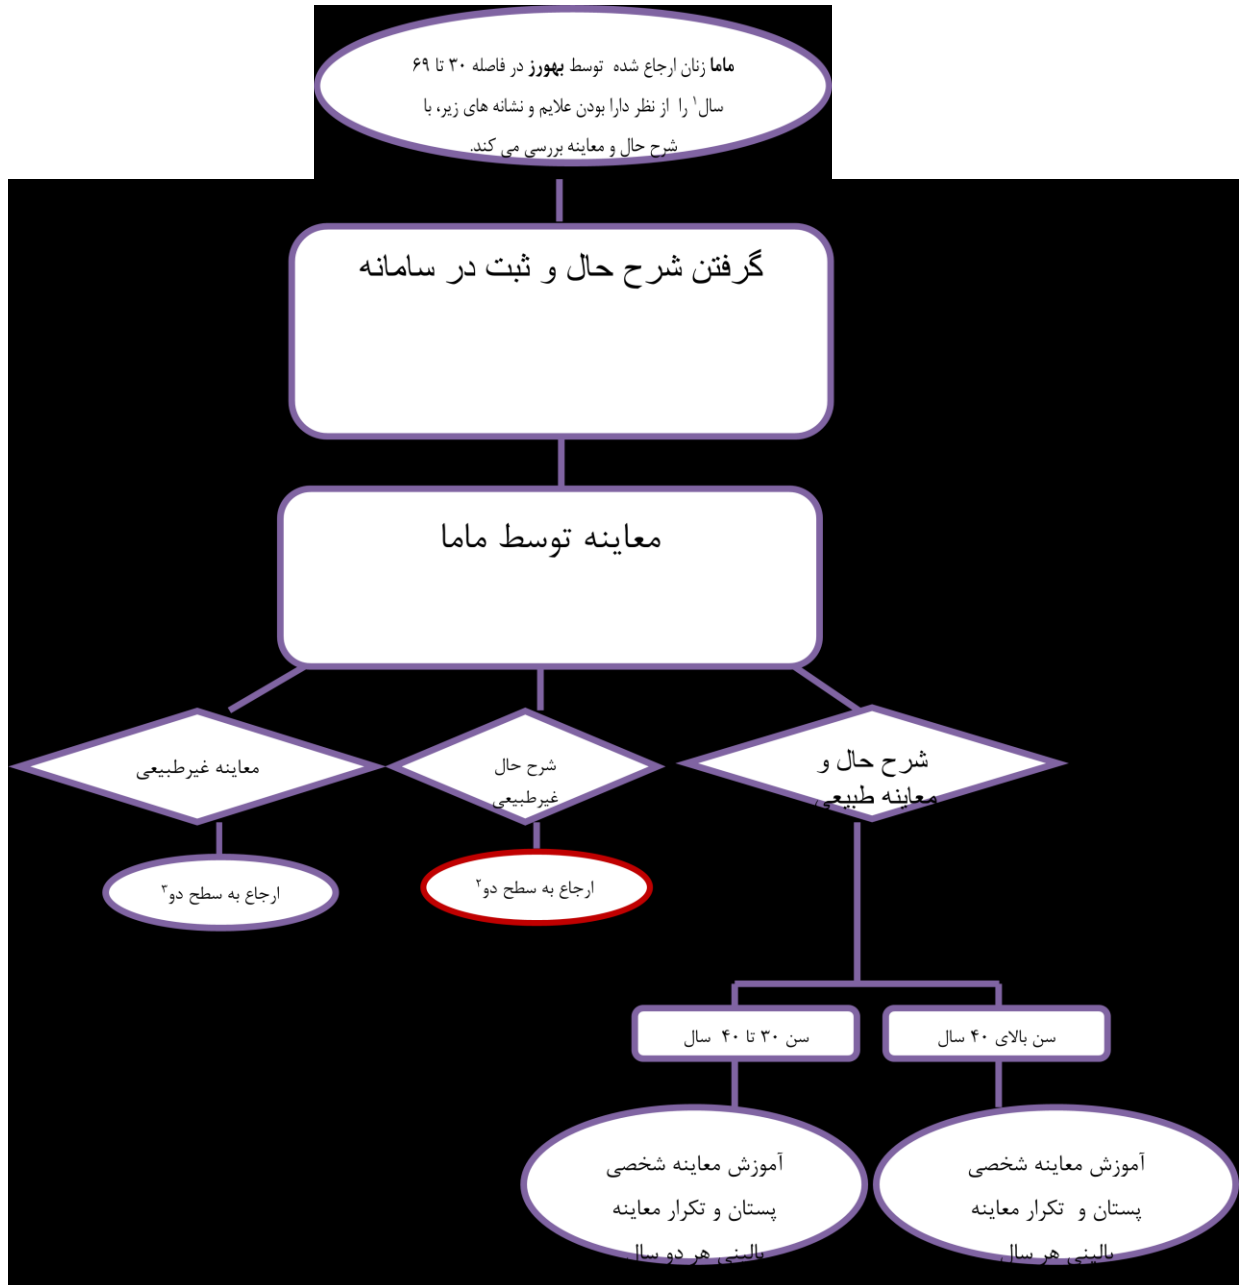 ماما زنان ارجاع شده توسط بهورز در فاصله ۳۰ تا ۶۹
سال۱ را از نظر دارا بودن علایم و نشانه های زیر، با
شرح حال و معاینه بررسی می کند.
گرفتن شرح حال و ثبت در سامانه
معاینه توسط ماما
شرح حال و
معاینه طبیعی
شرح حال
غیرطبیعی
معاینه غیرطبیعی
ارجاع به سطح دو۲
ارجاع به سطح دو۳
سن بالای ۴۰ سال
سن ۳۰ تا ۴۰ سال
آموزش معاینه شخصی
پستان و تکرار معاینه
بالینی هر سال
آموزش معاینه شخصی
پستان و تکرار معاینه
بالینی هر دو سال